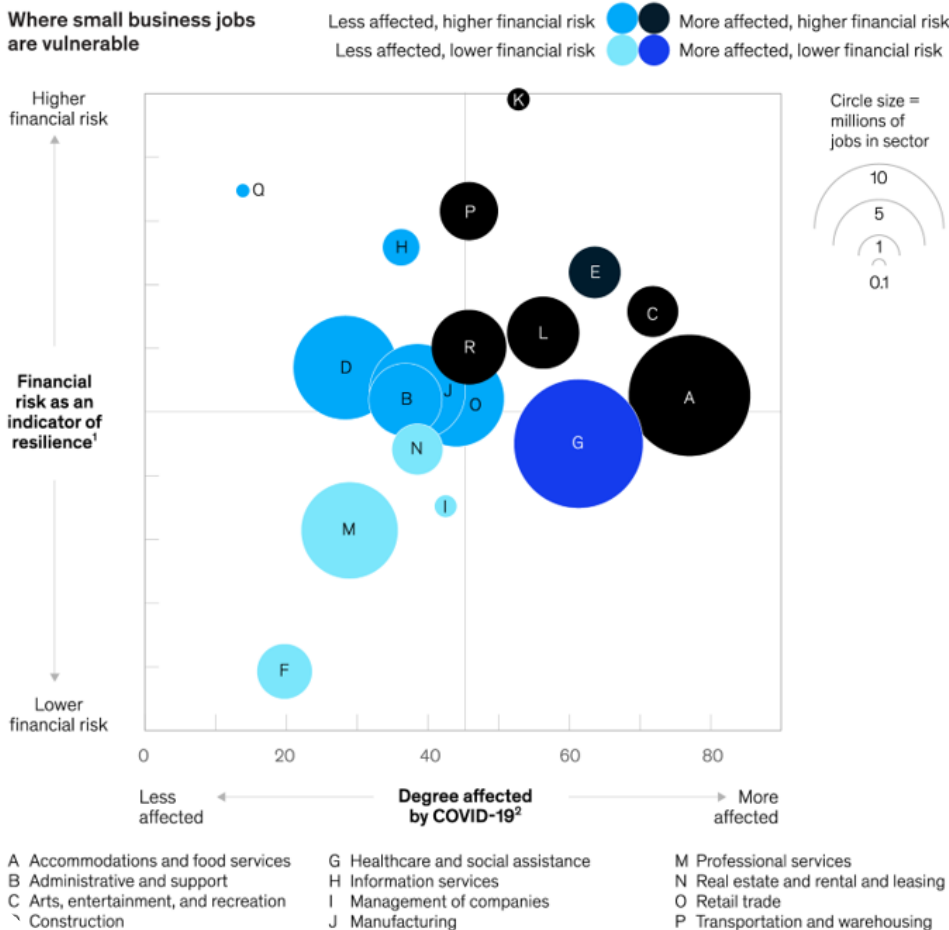 Where small business jobs
are vulnerable
Less affected, higher financial risk
More affected, higher financial risk
Less affected, lower financial risk
More affected, lower financial risk
Higher
financial risk
Circle size =
millions of
jobs in sector
10
5
1
0.1
K
Q
P
H
E
C
L
R
D
J
B
O
A
N
G
I
M
F
Financial
risk as an
indicator of
resilience¹
Lower
financial risk
0 20 40 60 80
Less
affected
Degree affected
by COVID-19²
More
affected
A Accommodations and food services
B Administrative and support
C Arts, entertainment, and recreation
Construction
G Healthcare and social assistance
H Information services
I Management of companies
J Manufacturing
M Professional services
N Real estate and rental and leasing
O Retail trade
P Transportation and warehousing